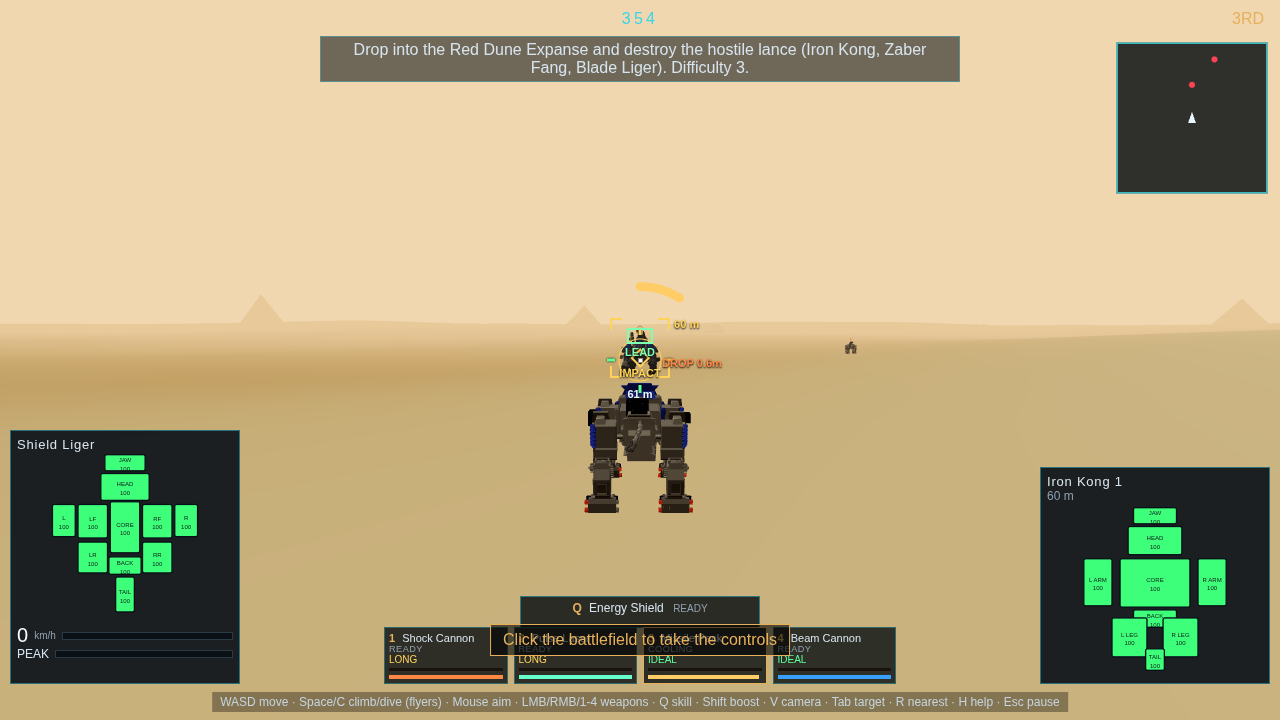 354
3RD
Drop into the Red Dune Expanse and destroy the hostile lance (Iron Kong, Zaber
Fang, Blade Liger). Difficulty 3.
60 m
LEAD
DROP 0.6m
IMPACT
61 m
Shield Liger
JAW
100
HEAD
100
L
100
LF
100
CORE
100
RF
100
R
100
LR
100
BACK
100
RR
100
TAIL
100
0 km/h
PEAK
Iron Kong 1
60 m
JAW
100
HEAD
100
L ARM
100
CORE
100
R ARM
100
BACK
100
L LEG
100
R LEG
100
TAIL
100
Q Energy Shield READY
Click the battlefield to take the controls
1 Shock Cannon
READY
LONG
READY
LONG
COOLING
IDEAL
4 Beam Cannon
READY
IDEAL
WASD move · Space/C climb/dive (flyers) · Mouse aim · LMB/RMB/1-4 weapons · Q skill · Shift boost · V camera · Tab target · R nearest · H help · Esc pause